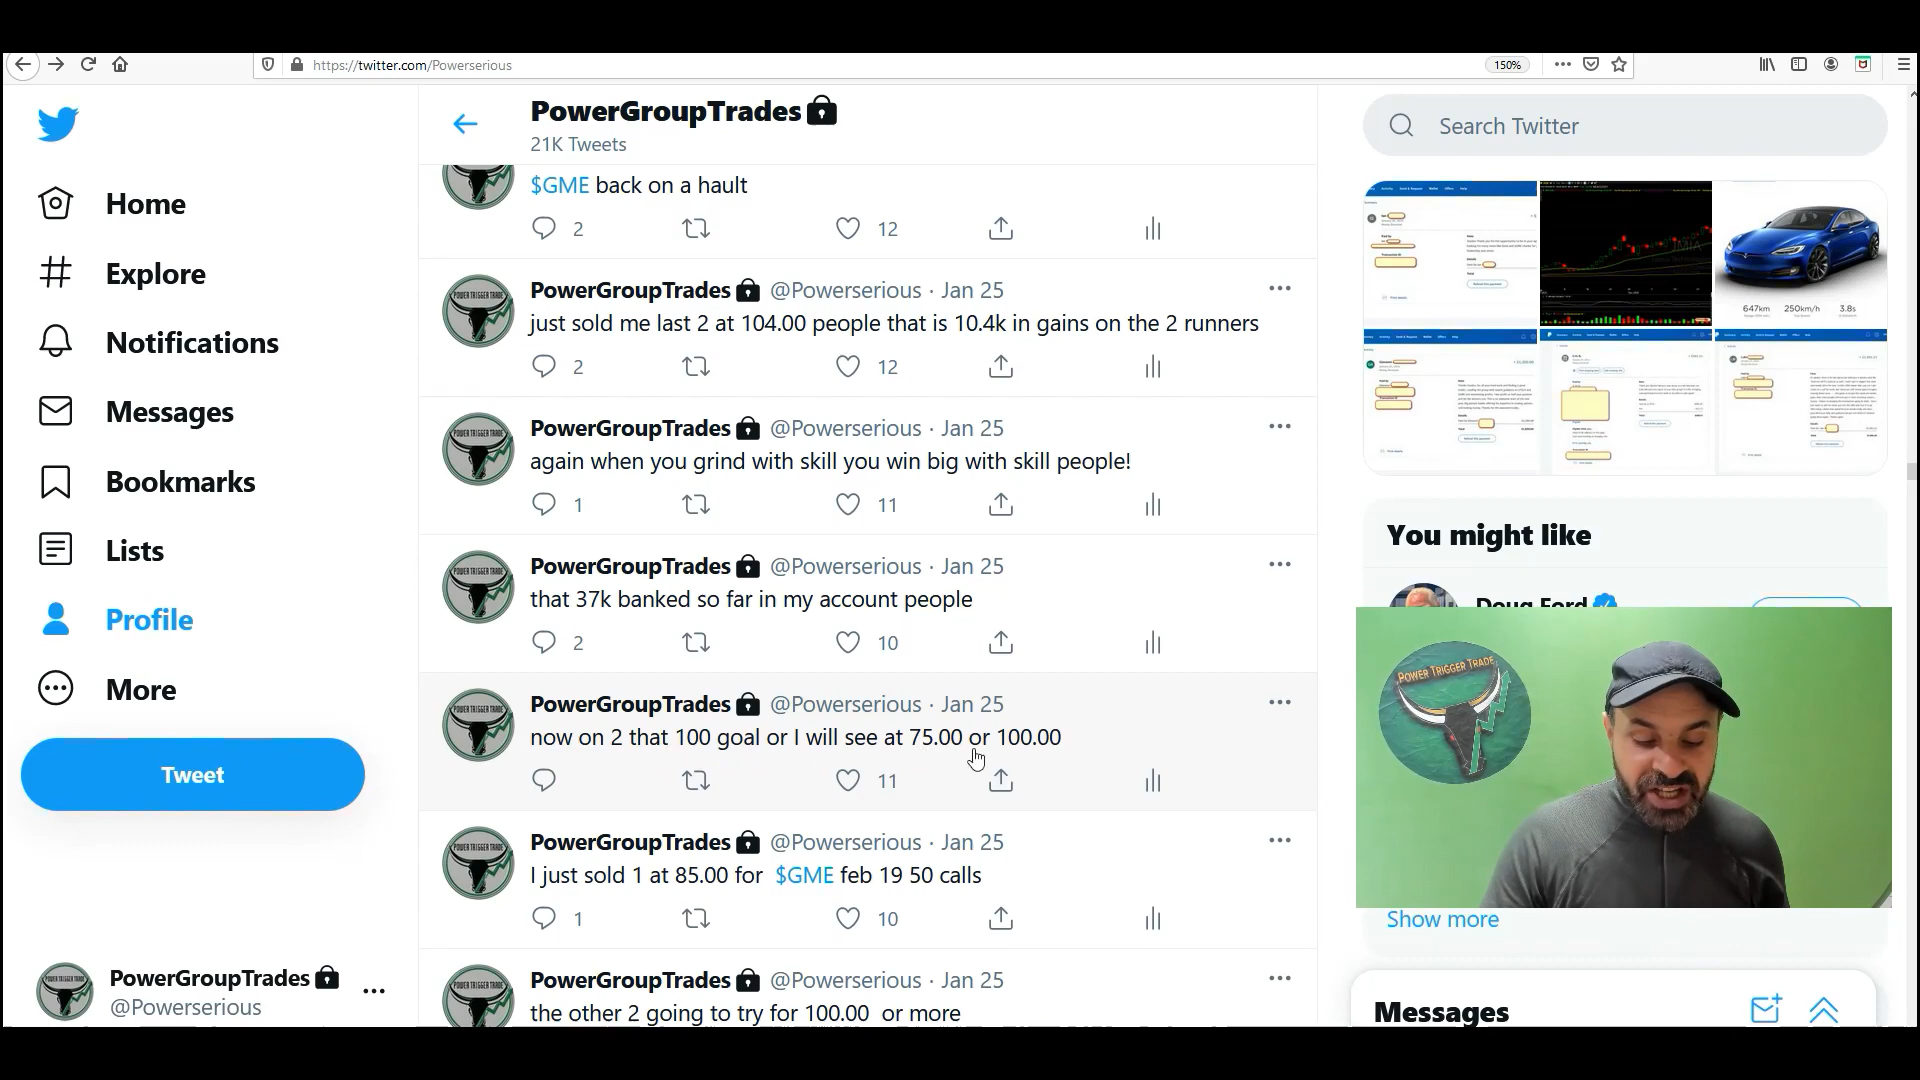 https://twitter.com/Powerserious
150%
PowerGroupTrades
21K Tweets
Search Twitter
Home
Explore
Notifications
Messages
Bookmarks
Lists
Profile
More
Tweet
PowerGroupTrades
@Powerserious
$GME back on a hault
2
12
PowerGroupTrades @Powerserious · Jan 25
just sold me last 2 at 104.00 people that is 10.4k in gains on the 2 runners
2
12
PowerGroupTrades @Powerserious · Jan 25
again when you grind with skill you win big with skill people!
1
11
PowerGroupTrades @Powerserious · Jan 25
that 37k banked so far in my account people
2
10
PowerGroupTrades @Powerserious · Jan 25
now on 2 that 100 goal or I will see at 75.00 or 100.00
11
PowerGroupTrades @Powerserious · Jan 25
I just sold 1 at 85.00 for $GME feb 19 50 calls
1
10
PowerGroupTrades @Powerserious · Jan 25
the other 2 going to try for 100.00 or more
647km 250km/h 3.8s
You might like
Doug Ford
POWER TRIGGER TRADE
Show more
Messages